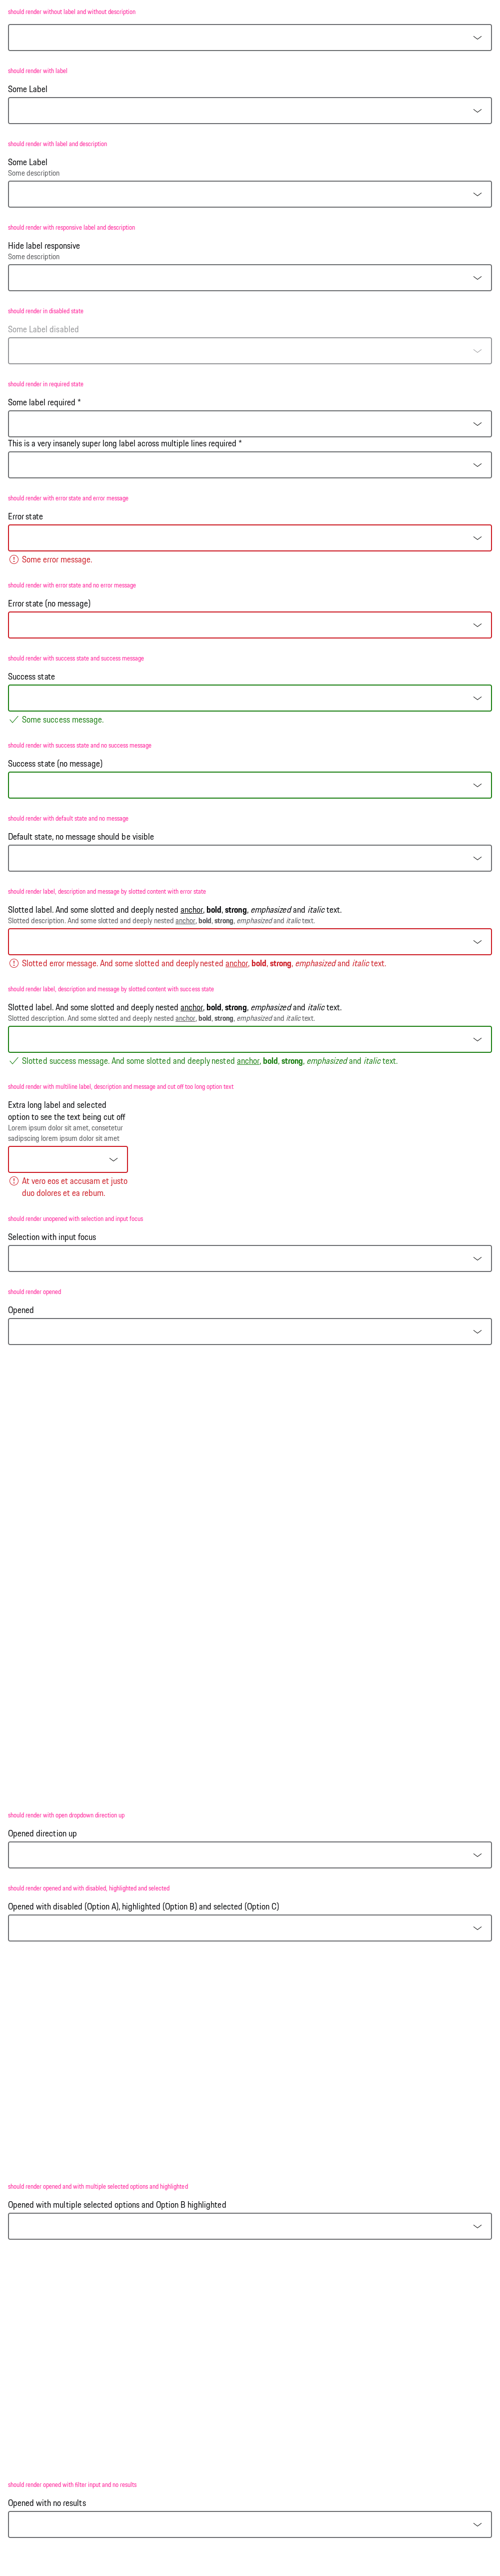 should render without label and without description
should render with label
Some Label
should render with label and description
Some Label
Some description
should render with responsive label and description
Hide label responsive
Some description
should render in disabled state
Some Label disabled
should render in required state
Some label required *
This is a very insanely super long label across multiple lines required *
should render with error state and error message
Error state
Some error message.
should render with error state and no error message
Error state (no message)
should render with success state and success message
Success state
Some success message.
should render with success state and no success message
Success state (no message)
should render with default state and no message
Default state, no message should be visible
should render label, description and message by slotted content with error state
Slotted label. And some slotted and deeply nested anchor, bold, strong, emphasized and italic text.
Slotted description. And some slotted and deeply nested anchor, bold, strong, emphasized and italic text.
Slotted error message. And some slotted and deeply nested anchor, bold, strong, emphasized and italic text.
should render label, description and message by slotted content with success state
Slotted label. And some slotted and deeply nested anchor, bold, strong, emphasized and italic text.
Slotted description. And some slotted and deeply nested anchor, bold, strong, emphasized and italic text.
Slotted success message. And some slotted and deeply nested anchor, bold, strong, emphasized and italic text.
should render with multiline label, description and message and cut off too long option text
Extra long label and selected
option to see the text being cut off
Lorem ipsum dolor sit amet, consetetur
sadipscing lorem ipsum dolor sit amet
At vero eos et accusam et justo
duo dolores et ea rebum.
should render unopened with selection and input focus
Selection with input focus
should render opened
Opened
should render with open dropdown direction up
Opened direction up
should render opened and with disabled, highlighted and selected
Opened with disabled (Option A), highlighted (Option B) and selected (Option C)
should render opened and with multiple selected options and highlighted
Opened with multiple selected options and Option B highlighted
should render opened with filter input and no results
Opened with no results